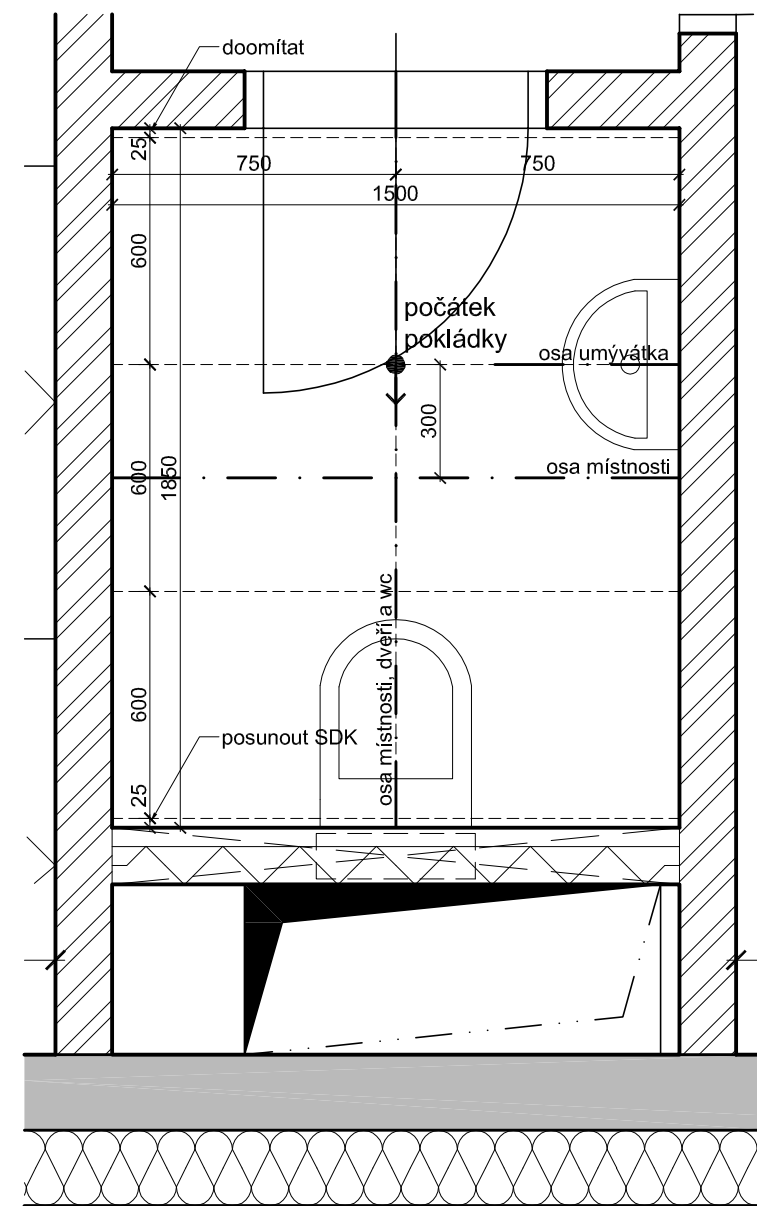 doomítat
25
750
750
1500
600
počátek
pokládky
osa umývátka
300
osa místnosti
600
1850
osa místnosti, dveří a wc
600
posunout SDK
25